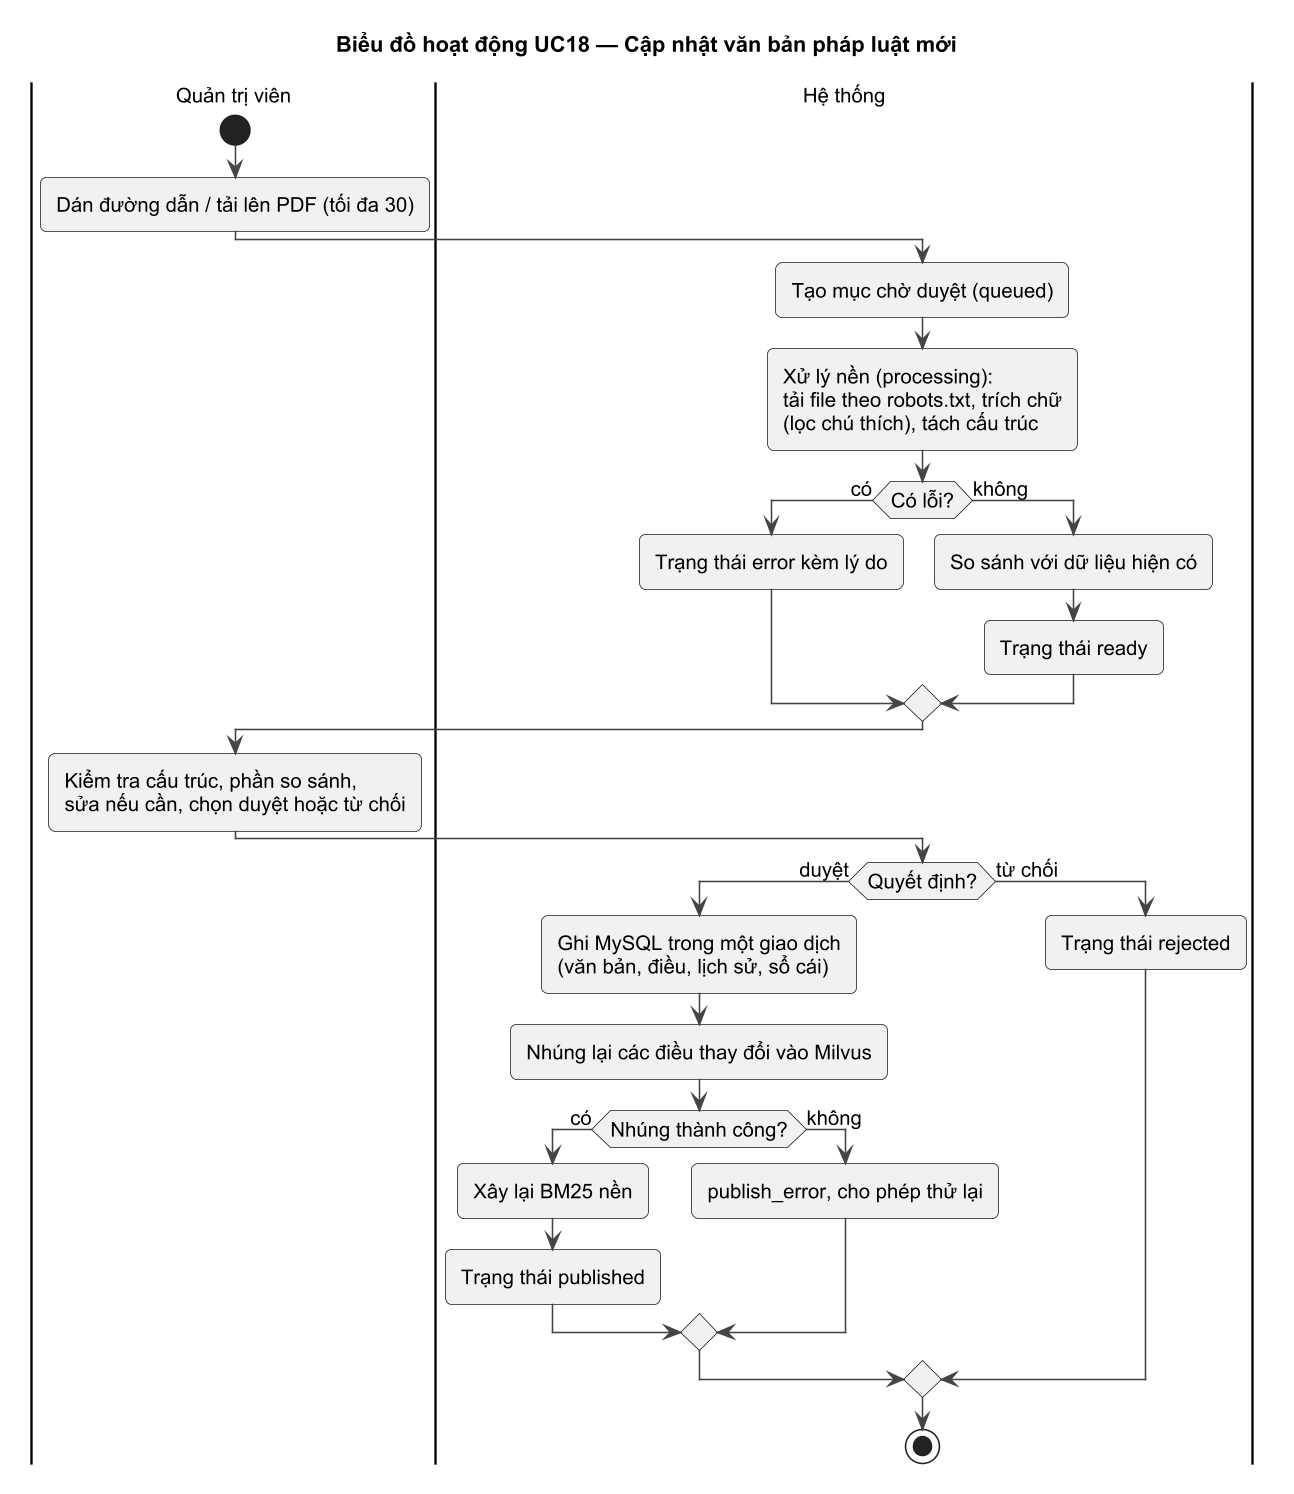 Biểu đồ hoạt động UC18 — Cập nhật văn bản pháp luật mới
Quản trị viên
Hệ thống
Dán đường dẫn / tải lên PDF (tối đa 30)
Tạo mục chờ duyệt (queued)
Xử lý nền (processing):
tải file theo robots.txt, trích chữ
(lọc chú thích), tách cấu trúc
có
Có lỗi?
không
Trạng thái error kèm lý do
So sánh với dữ liệu hiện có
Trạng thái ready
Kiểm tra cấu trúc, phần so sánh,
sửa nếu cần, chọn duyệt hoặc từ chối
duyệt
Quyết định?
từ chối
Ghi MySQL trong một giao dịch
(văn bản, điều, lịch sử, sổ cái)
Trạng thái rejected
Nhúng lại các điều thay đổi vào Milvus
có
Nhúng thành công?
không
Xây lại BM25 nền
publish_error, cho phép thử lại
Trạng thái published